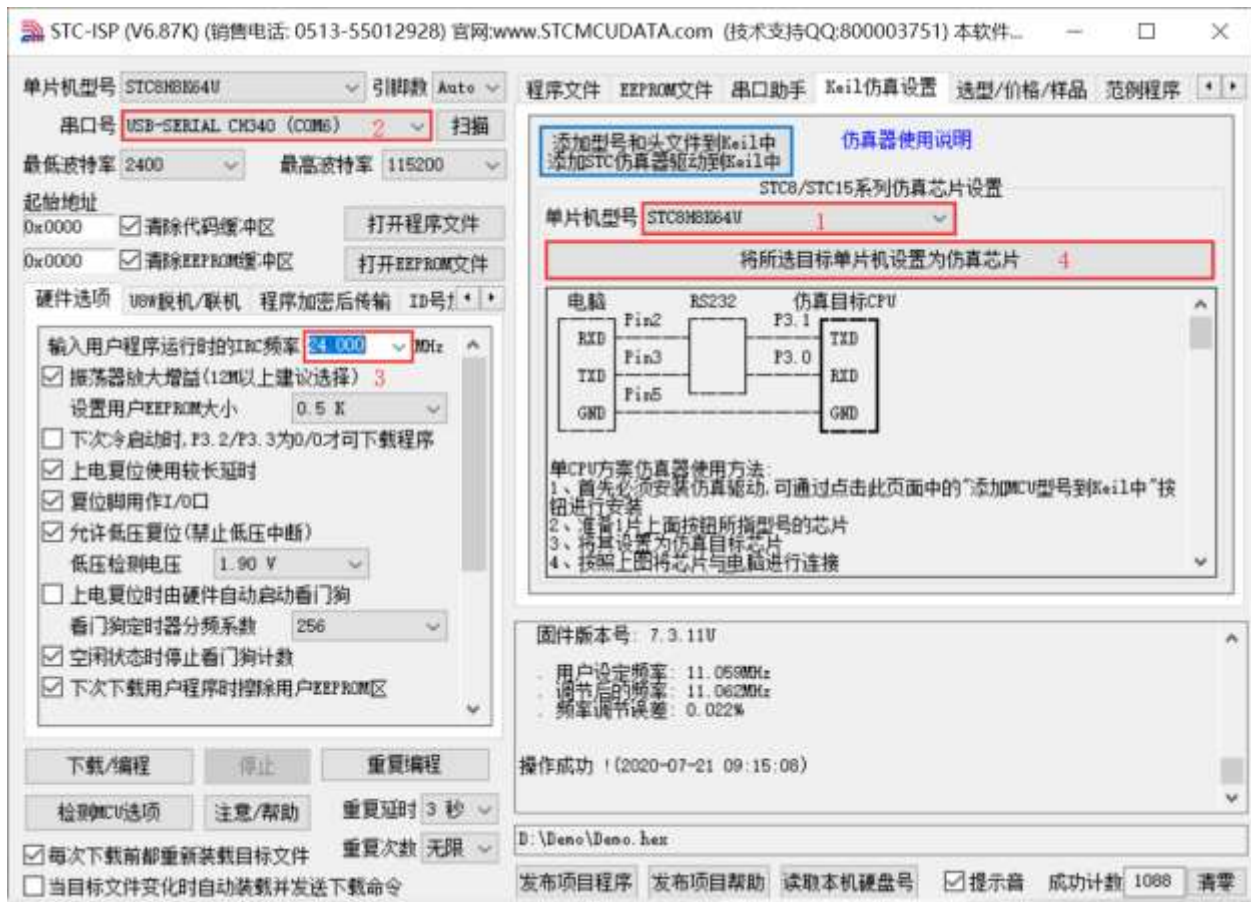 STC-ISP (V6.87K) (销售电话: 0513-55012928) 官网:www.STCMCUDATA.com (技术支持QQ:800003751) 本软件...
单片机型号 STC8H8K64U 引脚数 Auto
串口号 USB-SERIAL CH340 (COM6) 2 扫描
最低波特率 2400 最高波特率 115200
起始地址
0x0000 清除代码缓冲区 打开程序文件
0x0000 清除EEPROM缓冲区 打开EEPROM文件
硬件选项 U8W脱机/联机 程序加密后传输 ID号
输入用户程序运行时的IRC频率 24.000 MHz
振荡器放大增益(12M以上建议选择) 3
设置用户EEPROM大小 0.5 K
下次冷启动时,P3.2/P3.3为0/0才可下载程序
上电复位使用较长延时
复位脚用作I/O口
允许低压复位(禁止低压中断)
低压检测电压 1.90 V
上电复位时由硬件自动启动看门狗
看门狗定时器分频系数 256
空闲状态时停止看门狗计数
下次下载用户程序时擦除用户EEPROM区
下载/编程 停止 重复编程
检测MCU选项 注意/帮助 重复延时 3 秒
每次下载前都重新装载目标文件 重复次数 无限
当目标文件变化时自动装载并发送下载命令
程序文件 EEPROM文件 串口助手 Keil仿真设置 选型/价格/样品 范例程序
添加型号和头文件到Keil中
添加STC仿真器驱动到Keil中
仿真器使用说明
STC8/STC15系列仿真芯片设置
单片机型号 STC8H8K64U 1
将所选目标单片机设置为仿真芯片 4
电脑 RS232 仿真目标CPU
RXD Pin2 P3.1 TXD
TXD Pin3 P3.0 RXD
GND Pin5 GND
单CPU方案仿真器使用方法:
1、首先必须安装仿真驱动,可通过点击此页面中的"添加MCU型号到Keil中"按
钮进行安装
2、准备1片上面按钮所指型号的芯片
3、将其设置为仿真目标芯片
4、按照上图将芯片与电脑进行连接
固件版本号: 7.3.11U
. 用户设定频率: 11.059MHz
. 调节后的频率: 11.062MHz
. 频率调节误差: 0.022%
操作成功 !(2020-07-21 09:15:08)
D:\Demo\Demo.hex
发布项目程序 发布项目帮助 读取本机硬盘号 提示音 成功计数 1088 清零